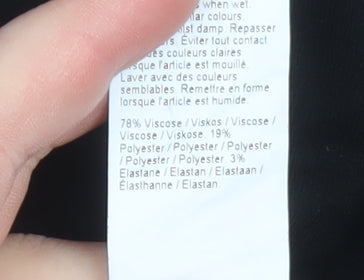 when wet.
colours.
damp. Repasser
Éviter tout contact
des couleurs claires
lorsque l'article est mouillé.
Laver avec des couleurs
semblables. Remettre en forme
lorsque l'article est humide.
78% Viscose / Viskos / Viscose /
Viscose / Viskose. 19%
Polyester / Polyester / Polyester
/ Polyester / Polyester. 3%
Elastane / Elastan / Elastaan /
Élasthanne / Elastan.